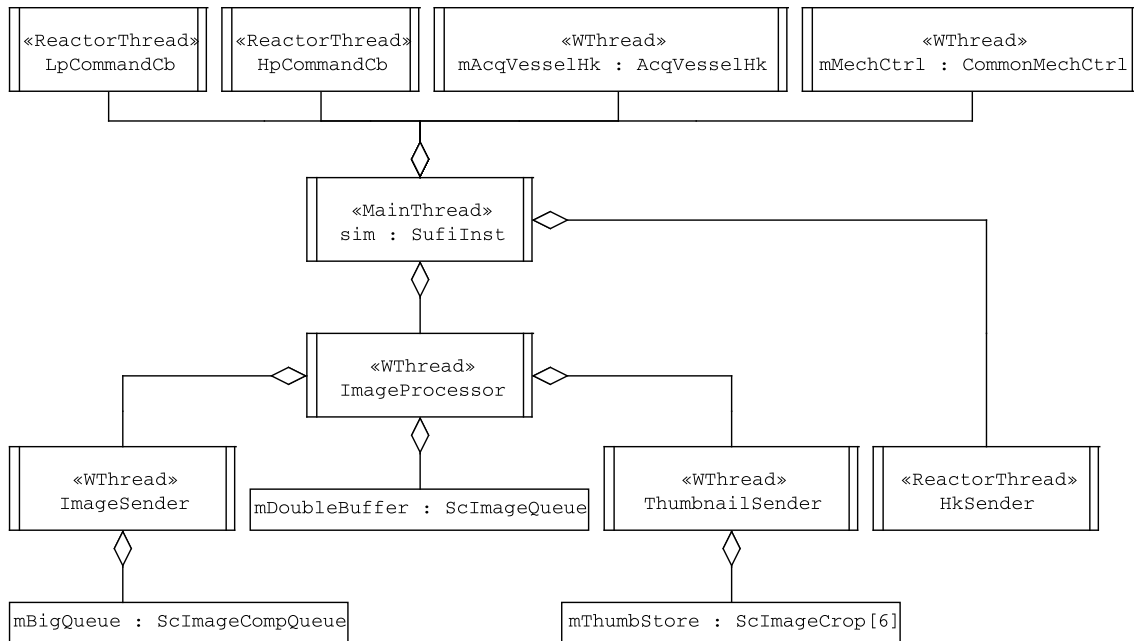 «ReactorThread»
LpCommandCb
«ReactorThread»
HpCommandCb
«WThread»
mAcqVesselHk : AcqVesselHk
«WThread»
mMechCtrl : CommonMechCtrl
«MainThread»
sim : SufiInst
«WThread»
ImageProcessor
«WThread»
ImageSender
mDoubleBuffer : ScImageQueue
«WThread»
ThumbnailSender
«ReactorThread»
HkSender
mBigQueue : ScImageCompQueue
mThumbStore : ScImageCrop[6]